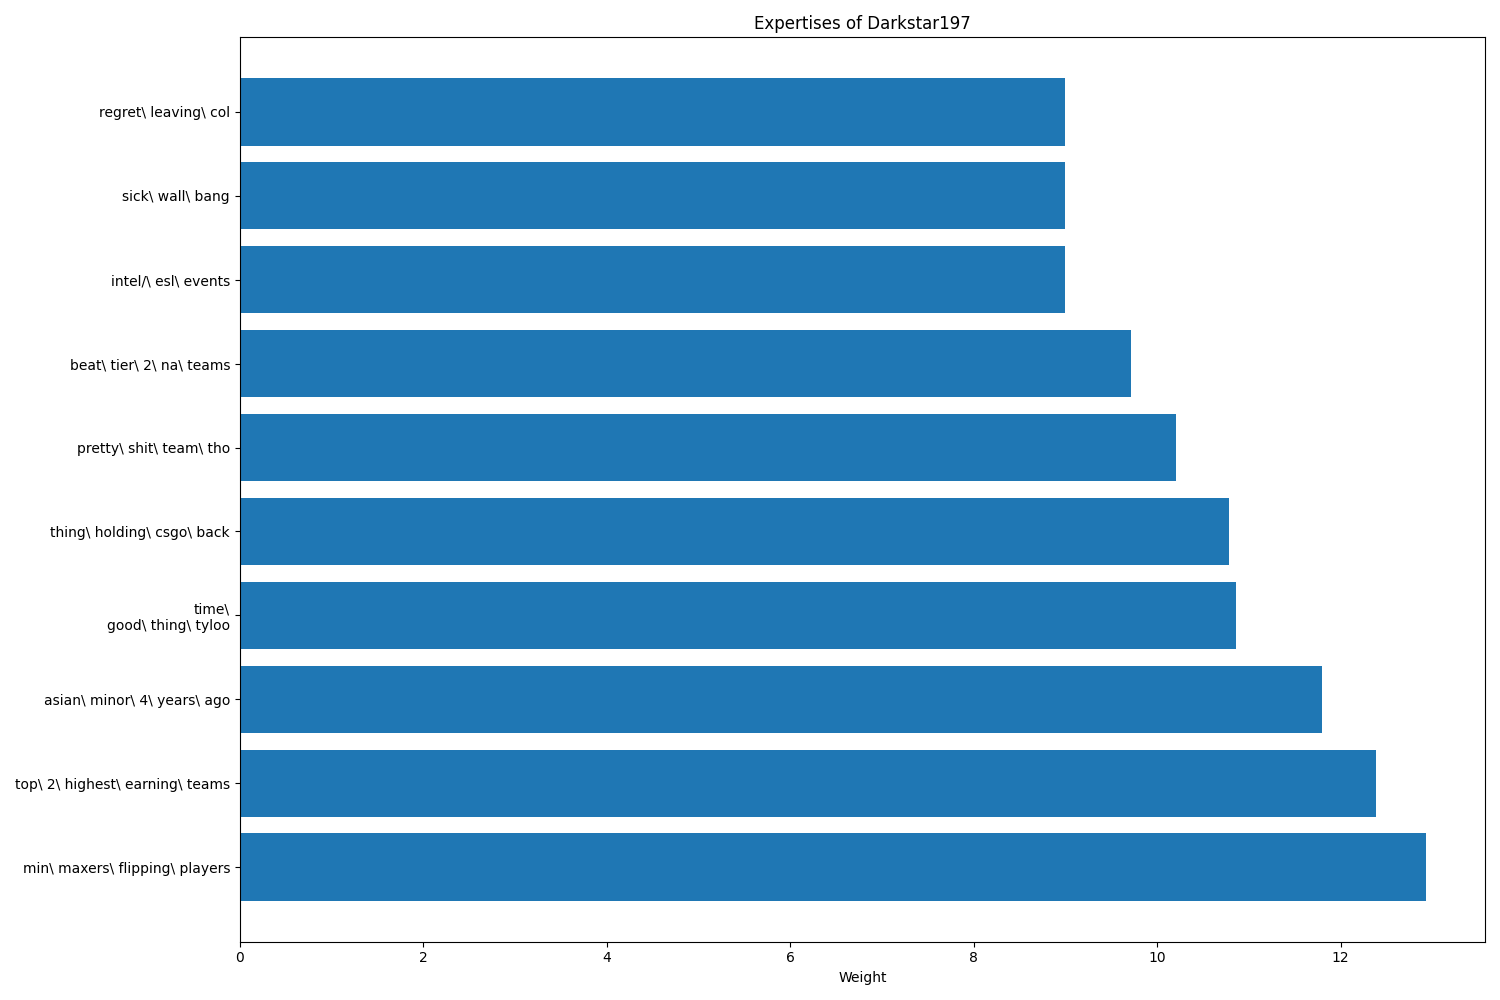 Expertises of Darkstar197
regret\ leaving\ col
sick\ wall\ bang
intel/\ esl\ events
beat\ tier\ 2\ na\ teams
pretty\ shit\ team\ tho
thing\ holding\ csgo\ back
time\
good\ thing\ tyloo
asian\ minor\ 4\ years\ ago
top\ 2\ highest\ earning\ teams
min\ maxers\ flipping\ players
0 2 4 6 8 10 12
Weight